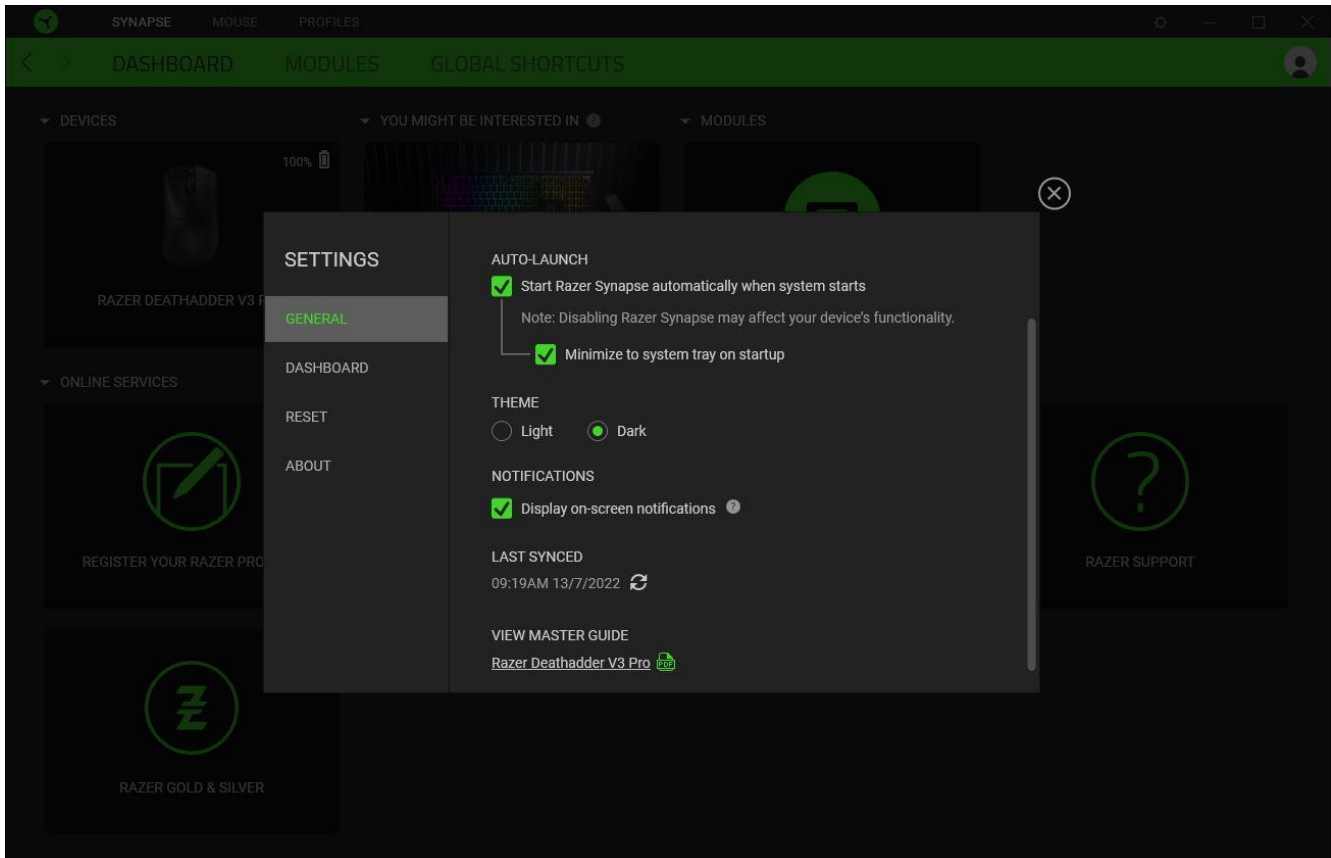 SYNAPSE MOUSE PROFILES
DASHBOARD MODULES GLOBAL SHORTCUTS
DEVICES
YOU MIGHT BE INTERESTED IN
MODULES
100%
RAZER DEATHADDER V3
ONLINE SERVICES
REGISTER YOUR RAZER PRO
RAZER GOLD & SILVER
RAZER SUPPORT
SETTINGS
GENERAL
DASHBOARD
RESET
ABOUT
AUTO-LAUNCH
Start Razer Synapse automatically when system starts
Note: Disabling Razer Synapse may affect your device's functionality.
Minimize to system tray on startup
THEME
Light Dark
NOTIFICATIONS
Display on-screen notifications ?
LAST SYNCED
09:19AM 13/7/2022
VIEW MASTER GUIDE
Razer Deathadder V3 Pro PDF